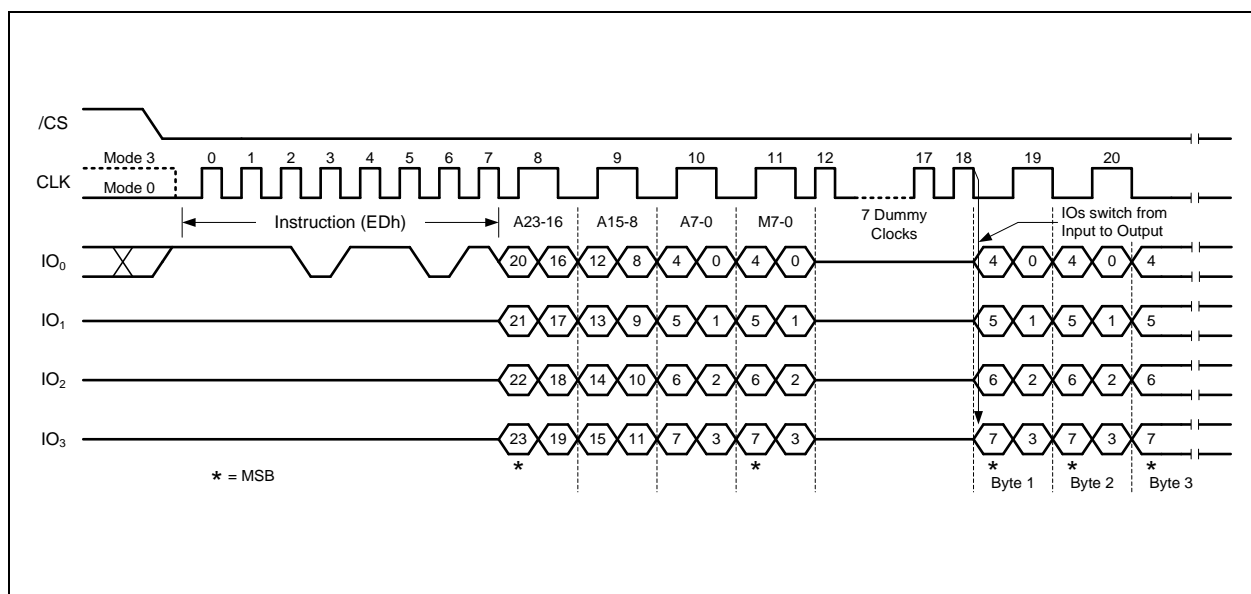 /CS
Mode 3 0 1 2 3 4 5 6 7 8 9 10 11 12 17 18 19 20
CLK
Mode 0
Instruction (EDh) A23-16 A15-8 A7-0 M7-0 7 Dummy Clocks IOs switch from Input to Output
IO0 20 16 12 8 4 0 4 0 4 0 4 0 4
IO1 21 17 13 9 5 1 5 1 5 1 5 1 5
IO2 22 18 14 10 6 2 6 2 6 2 6 2 6
IO3 23 19 15 11 7 3 7 3 7 3 7 3 7
* * * * *
* = MSB Byte 1 Byte 2 Byte 3